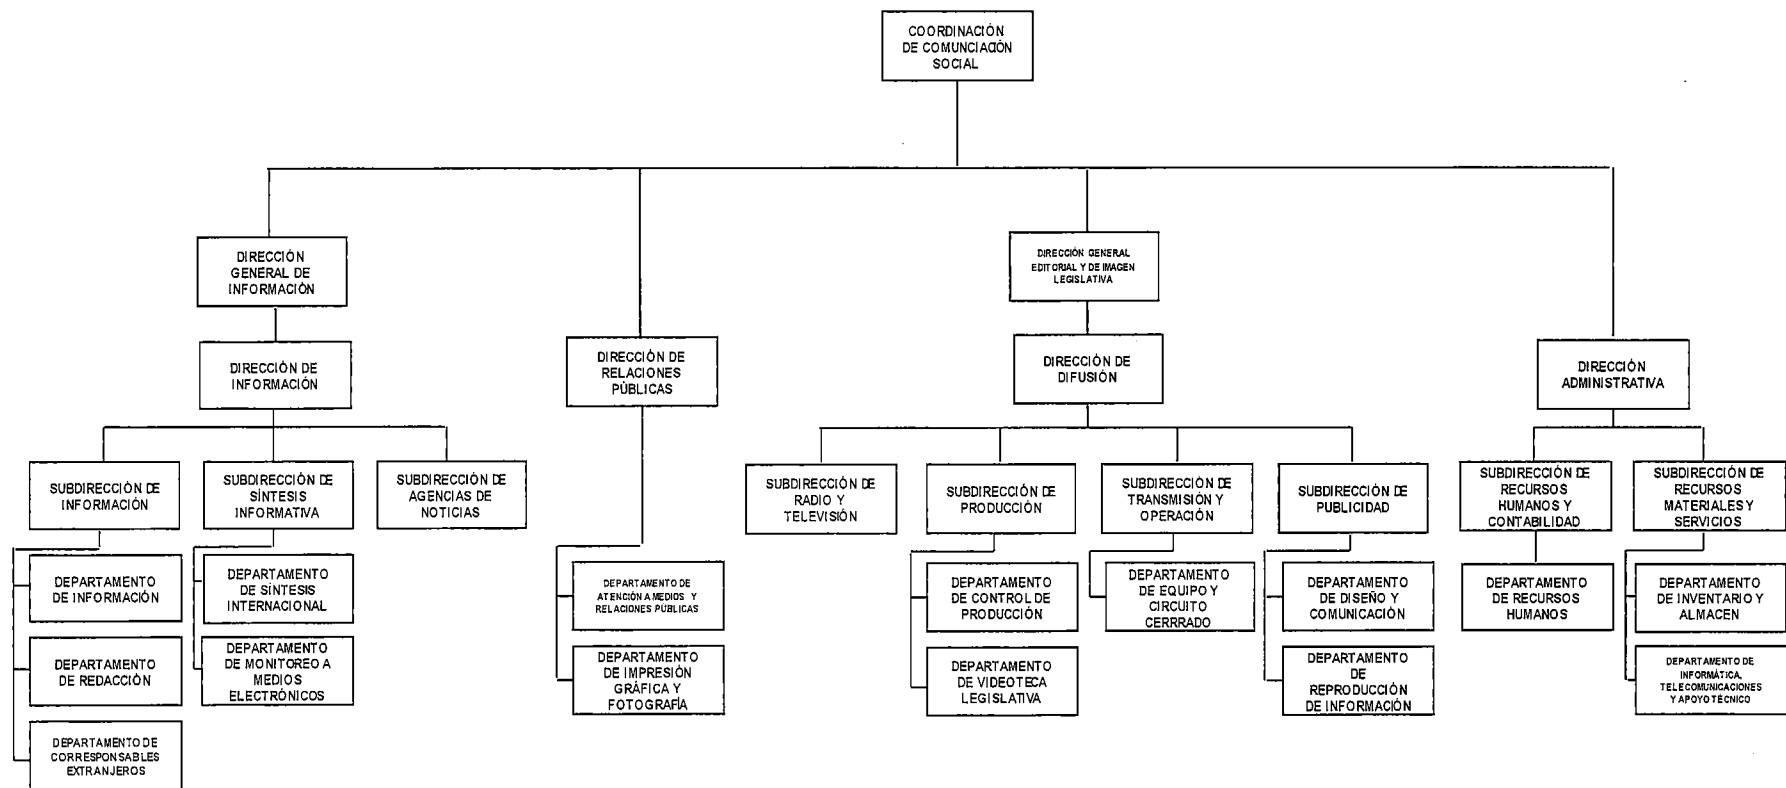 COORDINACIÓN
DE COMUNCIACIÓN
SOCIAL
DIRECCIÓN
GENERAL DE
INFORMACIÓN
DIRECCIÓN GENERAL
EDITORIAL Y DE IMAGEN
LEGISLATIVA
DIRECCIÓN DE
INFORMACIÓN
DIRECCIÓN DE
RELACIONES
PÚBLICAS
DIRECCIÓN DE
DIFUSIÓN
DIRECCIÓN
ADMINISTRATIVA
SUBDIRECCIÓN DE
INFORMACIÓN
SUBDIRECCIÓN DE
SÍNTESIS
INFORMATIVA
SUBDIRECCIÓN DE
AGENCIAS DE
NOTICIAS
SUBDIRECCIÓN DE
RADIO Y
TELEVISIÓN
SUBDIRECCIÓN DE
PRODUCCIÓN
SUBDIRECCIÓN DE
TRANSMISIÓN Y
OPERACIÓN
SUBDIRECCIÓN DE
PUBLICIDAD
SUBDIRECCIÓN DE
RECURSOS
HUMANOS Y
CONTABILIDAD
SUBDIRECCIÓN DE
RECURSOS
MATERIALES Y
SERVICIOS
DEPARTAMENTO
DE INFORMACIÓN
DEPARTAMENTO
DE SÍNTESIS
INTERNACIONAL
DEPARTAMENTO DE
ATENCIÓN A MEDIOS Y
RELACIONES PÚBLICAS
DEPARTAMENTO
DE CONTROL DE
PRODUCCIÓN
DEPARTAMENTO
DE EQUIPO Y
CIRCUITO
CERRRADO
DEPARTAMENTO
DE DISEÑO Y
COMUNICACIÓN
DEPARTAMENTO
DE RECURSOS
HUMANOS
DEPARTAMENTO
DE INVENTARIO Y
ALMACEN
DEPARTAMENTO
DE REDACCIÓN
DEPARTAMENTO
DE MONITOREO A
MEDIOS
ELECTRÓNICOS
DEPARTAMENTO
DE IMPRESIÓN
GRÁFICA Y
FOTOGRAFÍA
DEPARTAMENTO
DE VIDEOTECA
LEGISLATIVA
DEPARTAMENTO
DE
REPRODUCCIÓN
DE INFORMACIÓN
DEPARTAMENTO DE
INFORMÁTICA,
TELECOMUNICACIONES
Y APOYO TÉCNICO
DEPARTAMENTO DE
CORRESPONSABLES
EXTRANJEROS